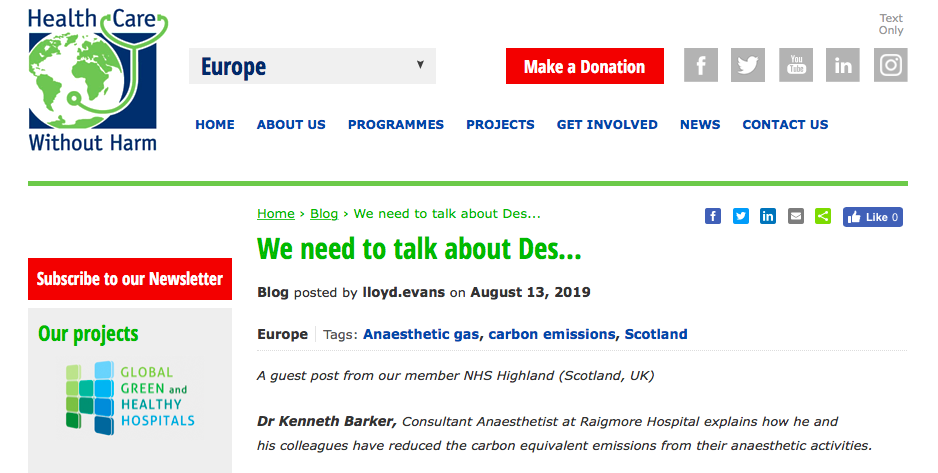 Health Care
Without Harm
Europe
Make a Donation
Text
Only
HOME ABOUT US PROGRAMMES PROJECTS GET INVOLVED NEWS CONTACT US
Home › Blog › We need to talk about Des...
Like 0
We need to talk about Des...
Blog posted by lloyd.evans on August 13, 2019
Europe Tags: Anaesthetic gas, carbon emissions, Scotland
A guest post from our member NHS Highland (Scotland, UK)
Dr Kenneth Barker, Consultant Anaesthetist at Raigmore Hospital explains how he and
his colleagues have reduced the carbon equivalent emissions from their anaesthetic activities.
Subscribe to our Newsletter
Our projects
GLOBAL
GREEN and
HEALTHY
HOSPITALS
You
Tube
in
f
f
in